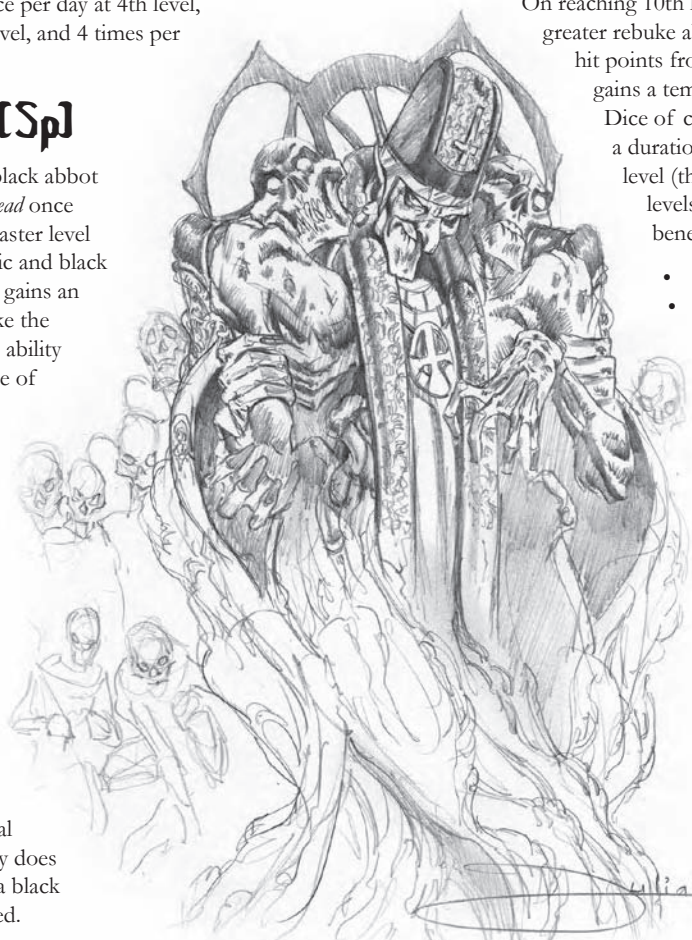 ce per day at 4th level,
vel, and 4 times per
[Sp]
black abbot
ead once
aster level
ic and black
gains an
ke the
ability
e of
al
y does
a black
ed.
On reaching 10th
greater rebuke a
hit points fro
gains a tem
Dice of c
a duratio
level (th
levels
bene
•
•